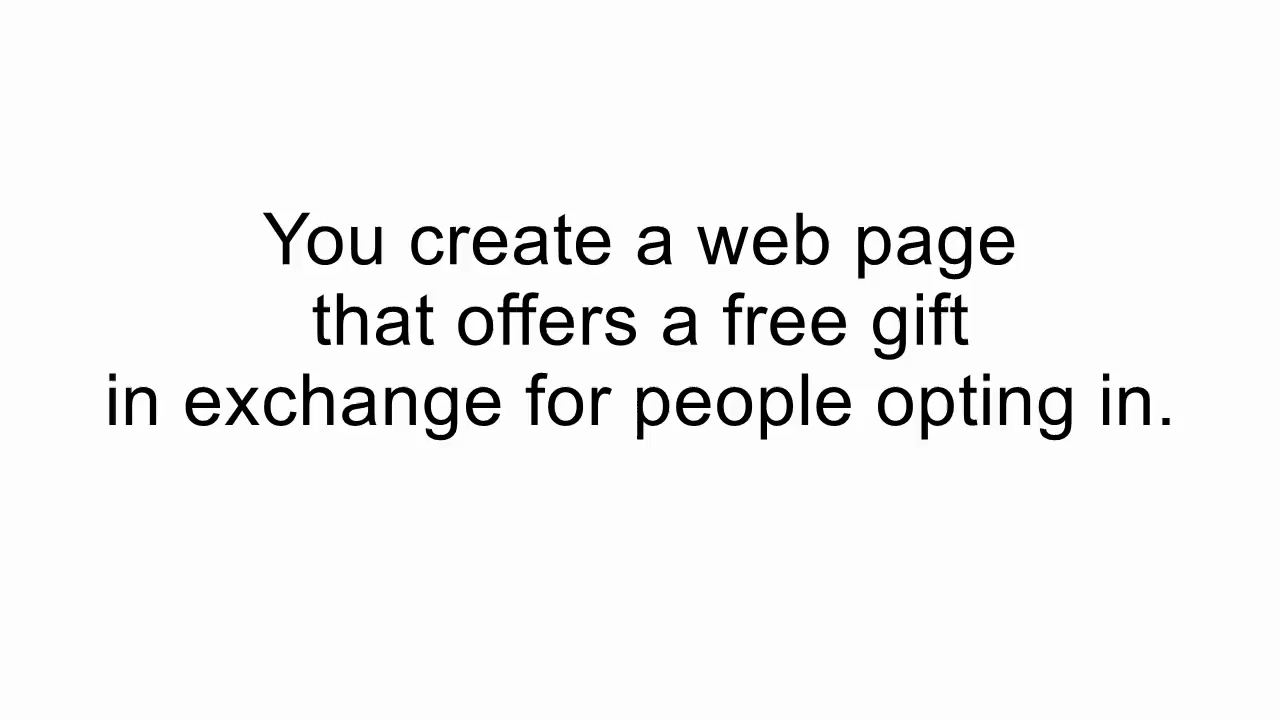 You create a web page
that offers a free gift
in exchange for people opting in.